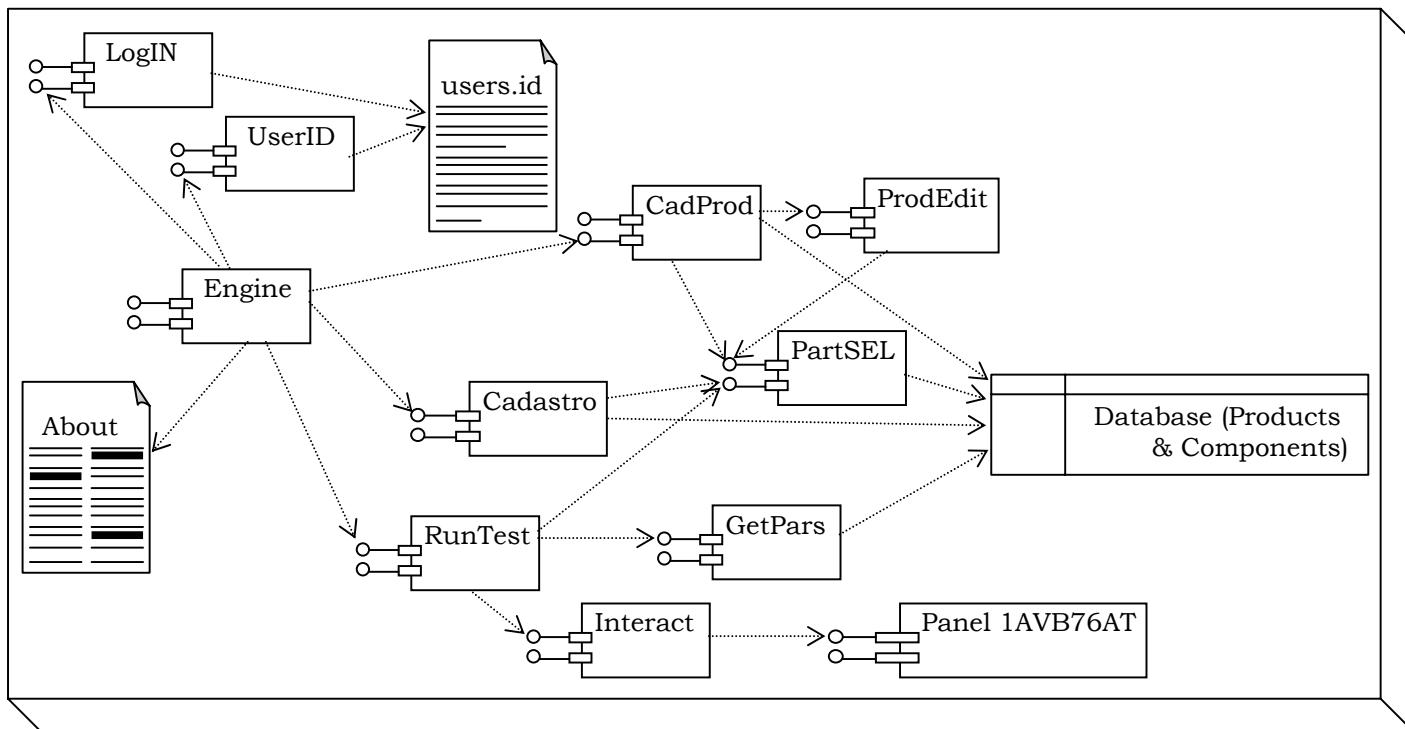 LogIN
users.id
UserID
CadProd
ProdEdit
Engine
PartSEL
Cadastro
About
Database (Products
& Components)
RunTest
GetPars
Interact
Panel 1AVB76AT